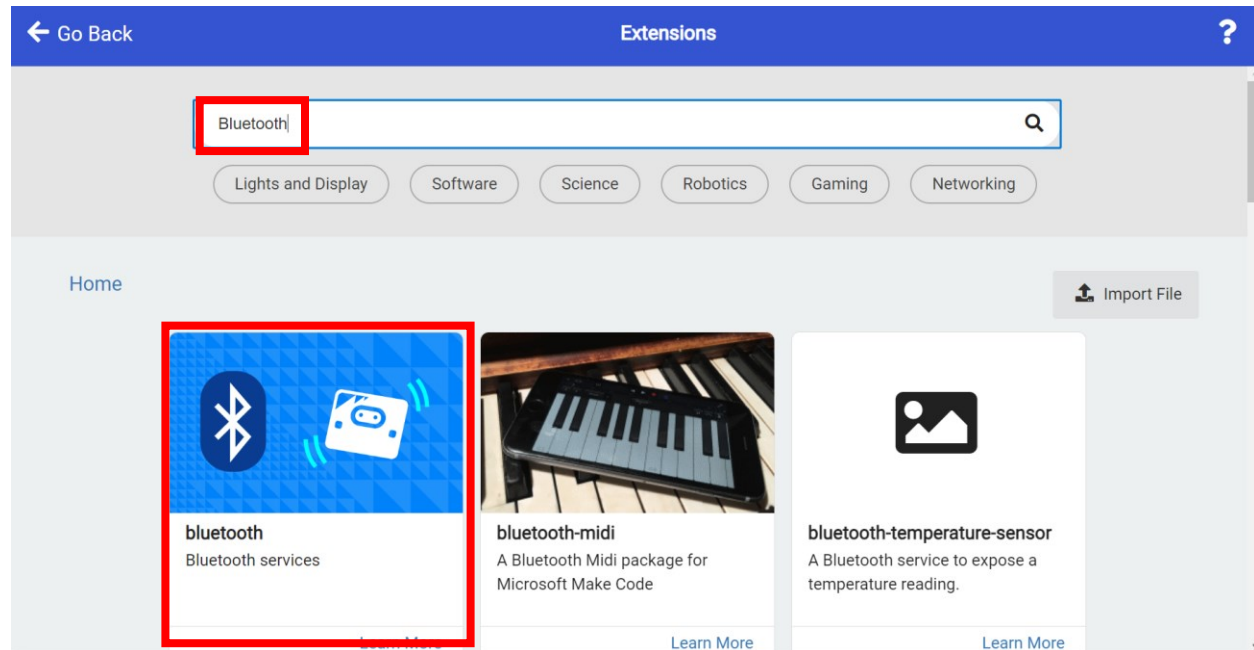 Go Back
Extensions
?
Bluetooth
Lights and Display
Software
Science
Robotics
Gaming
Networking
Home
Import File
bluetooth
Bluetooth services
Learn More
bluetooth-midi
A Bluetooth Midi package for
Microsoft Make Code
Learn More
bluetooth-temperature-sensor
A Bluetooth service to expose a
temperature reading.
Learn More